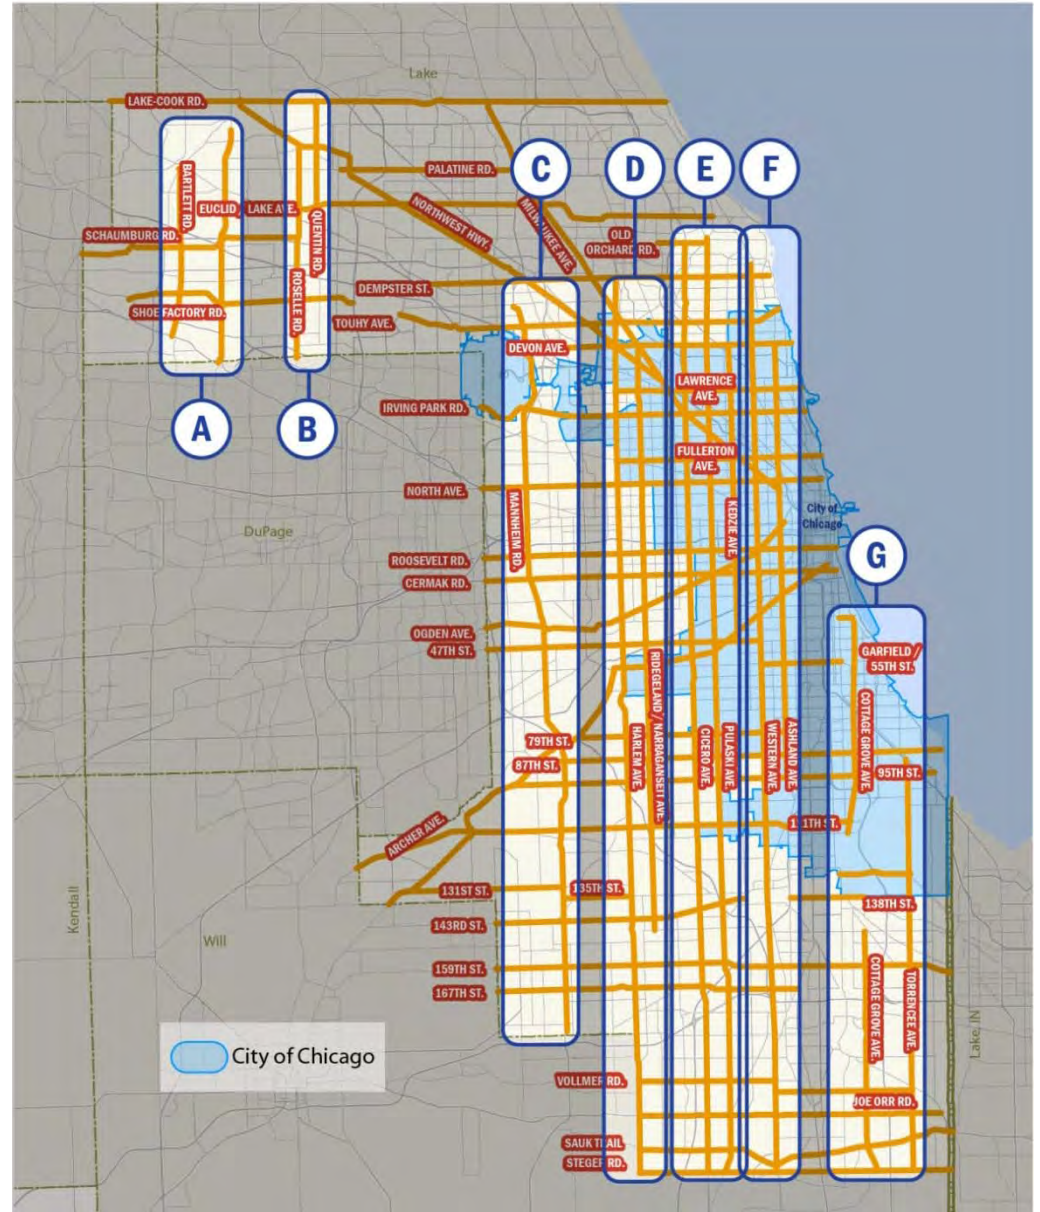 Lake
LAKE-COOK RD.
C
D
E
F
PALATINE RD.
BARTLETT RD.
EUCLID / LAKE AVE.
QUENTIN RD.
NORTHWEST HWY.
MILWAUKEE AVE.
SCHAUMBURG RD.
OLD
ORCHARD RD.
ROSELLE RD.
DEMPSTER ST.
SHOE FACTORY RD.
TOUHY AVE.
DEVON AVE.
LAWRENCE
AVE.
IRVING PARK RD.
A
B
FULLERTON
AVE.
NORTH AVE.
MANNHEIM RD.
KEDZIE AVE.
City of
Chicago
DuPage
ROOSEVELT RD.
CERMAK RD.
G
OGDEN AVE.
47TH ST.
GARFIELD /
55TH ST.
RIDEGELAND / NARRAGANSETT AVE.
COTTAGE GROVE AVE.
HARLEM AVE.
CICERO AVE.
PULASKI AVE.
WESTERN AVE.
ASHLAND AVE.
79TH ST.
87TH ST.
95TH ST.
ARCHER AVE.
111TH ST.
131ST ST.
135TH ST.
138TH ST.
Kendall
143RD ST.
Will
159TH ST.
167TH ST.
COTTAGE GROVE AVE.
TORRENCEE AVE.
Lake, IN
City of Chicago
VOLLMER RD.
JOE ORR RD.
SAUK TRAIL
STEGER RD.